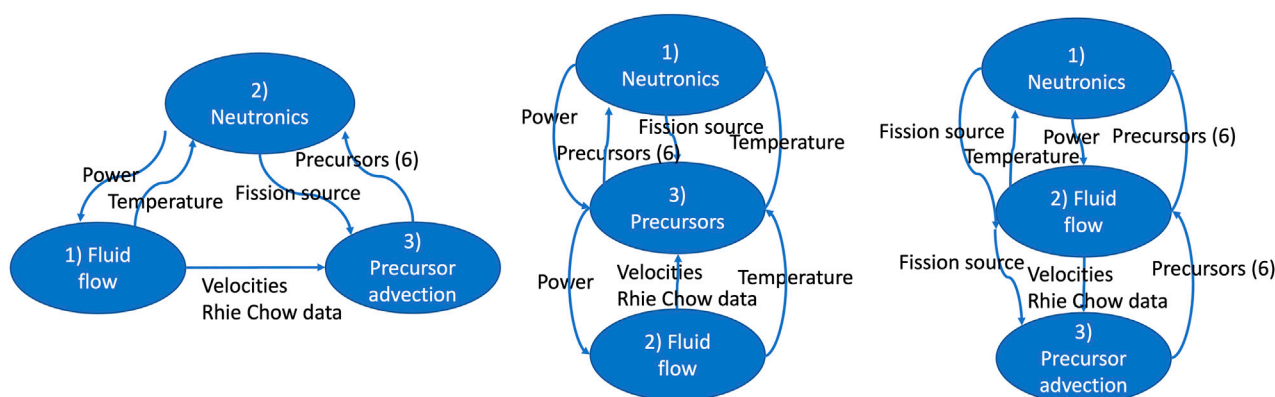 2)
Neutronics
Power
Temperature
Fission source
Precursors (6)
1) Fluid
flow
3)
Precursor
advection
Velocities
Rhie Chow data
1)
Neutronics
Power
Fission source
Precursors (6)
Temperature
3)
Precursors
Power
Velocities
Rhie Chow data
Temperature
2) Fluid
flow
1)
Neutronics
Fission source
Power
Temperature
Precursors (6)
2) Fluid
flow
Fission source
Velocities
Rhie Chow data
Precursors (6)
3)
Precursor
advection